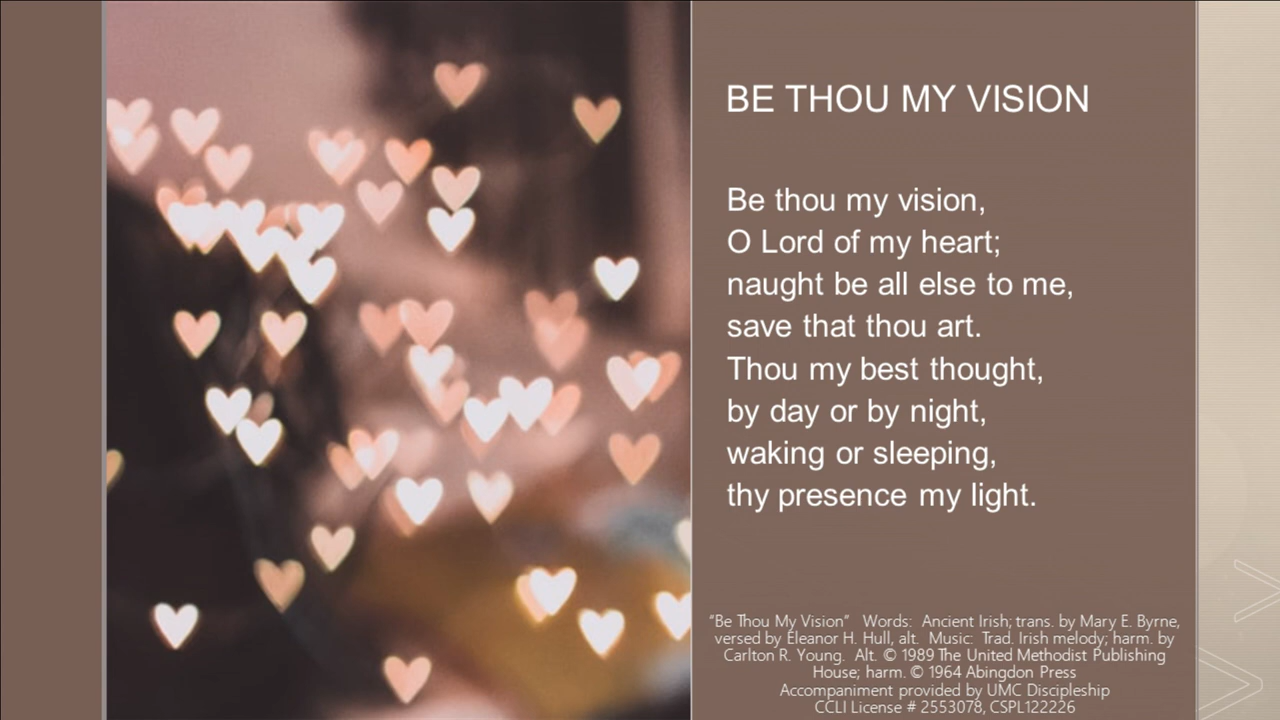 BE THOU MY VISION
Be thou my vision,
O Lord of my heart;
naught be all else to me,
save that thou art.
Thou my best thought,
by day or by night,
waking or sleeping,
thy presence my light.
“Be Thou My Vision”   Words:  Ancient Irish; trans. by Mary E. Byrne,
versed by Eleanor H. Hull, alt.  Music:  Trad. Irish melody; harm. by
Carlton R. Young.  Alt. © 1989 The United Methodist Publishing
House; harm. © 1964 Abingdon Press
Accompaniment provided by UMC Discipleship
CCLI License # 2553078, CSPL122226